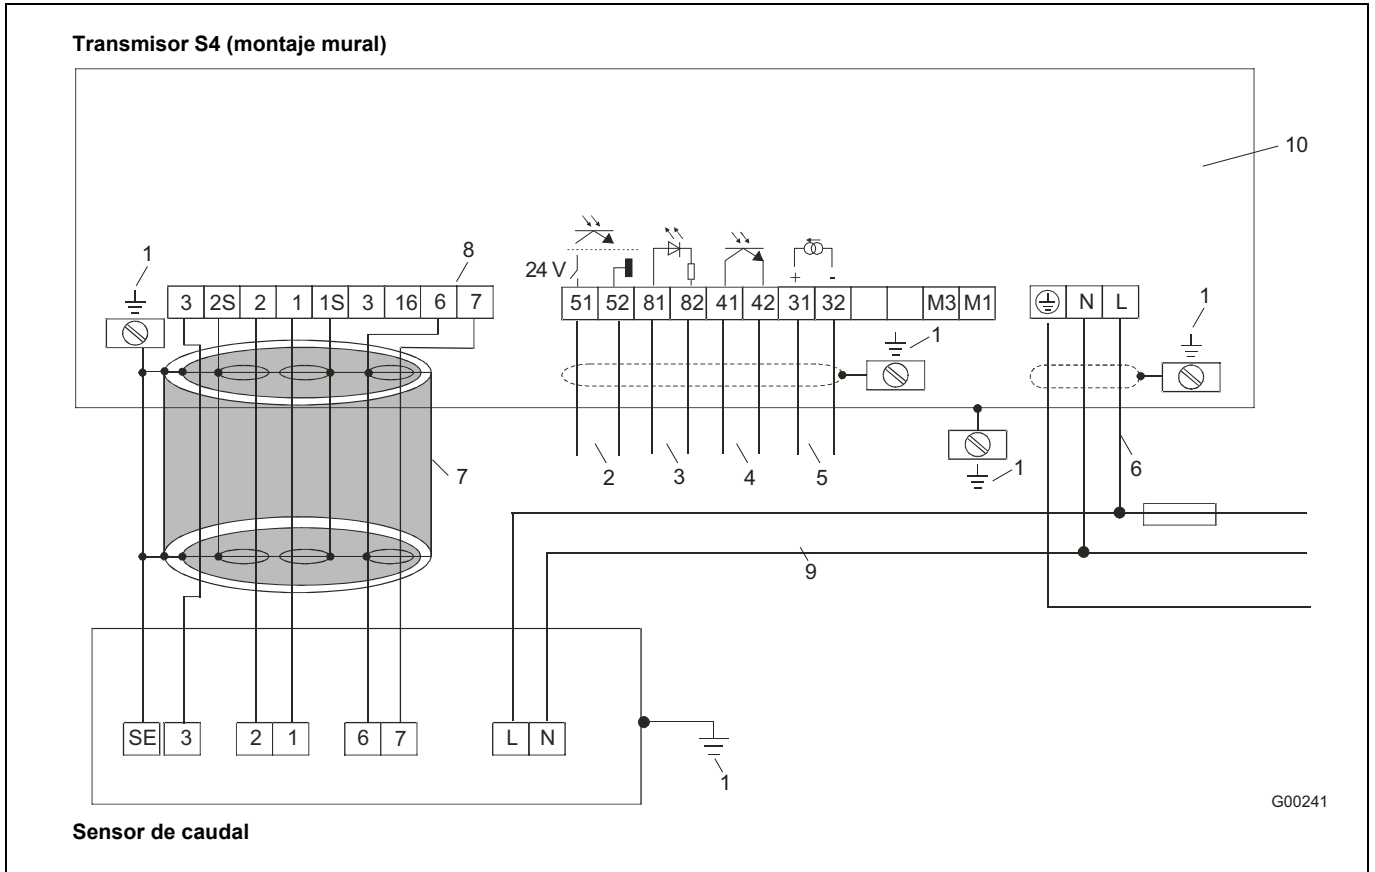 Transmisor S4 (montaje mural)
10
1
8
24 V
3 2S 2 1 1S 3 16 6 7
51 52 81 82 41 42 31 32 M3 M1
+ -
N L
1
1
7
2 3 4 5
1
6
9
SE 3 2 1 6 7 L N
1
G00241
Sensor de caudal